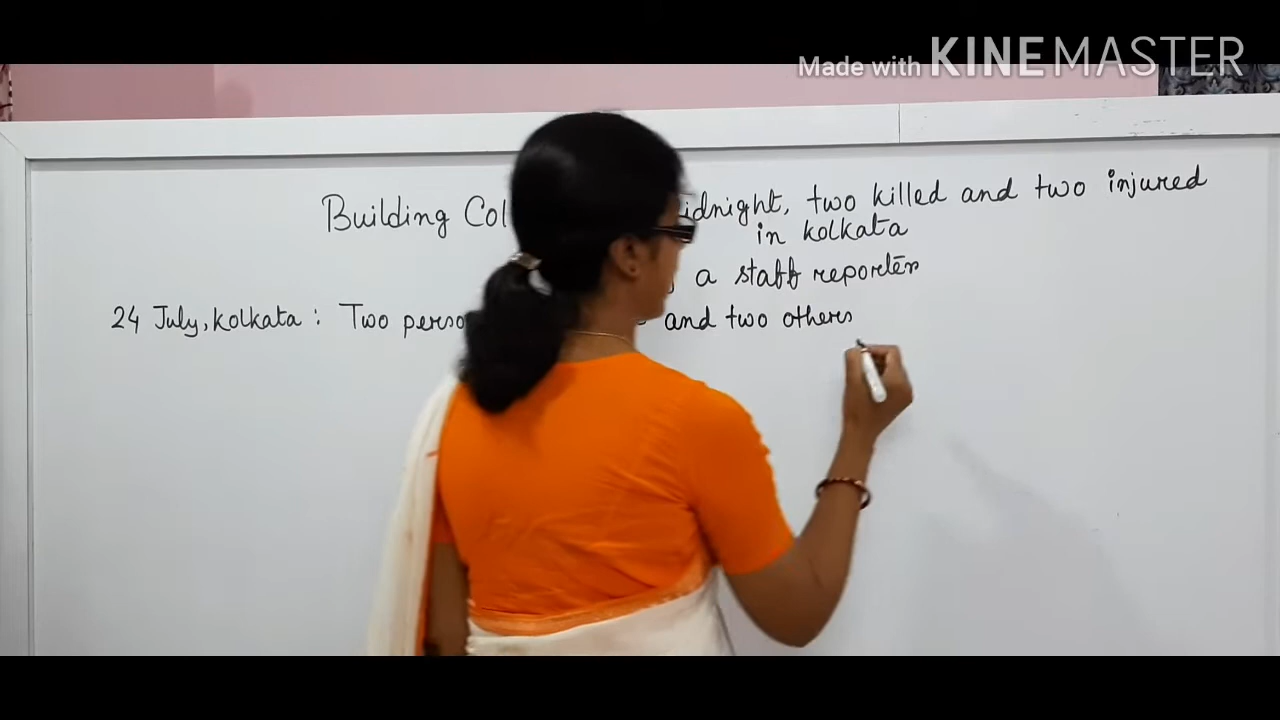 Made with KINEMASTER
Building Col idnight, two killed and two injured
in kolkata
a staff reporter
24 July, kolkata : Two perso and two others